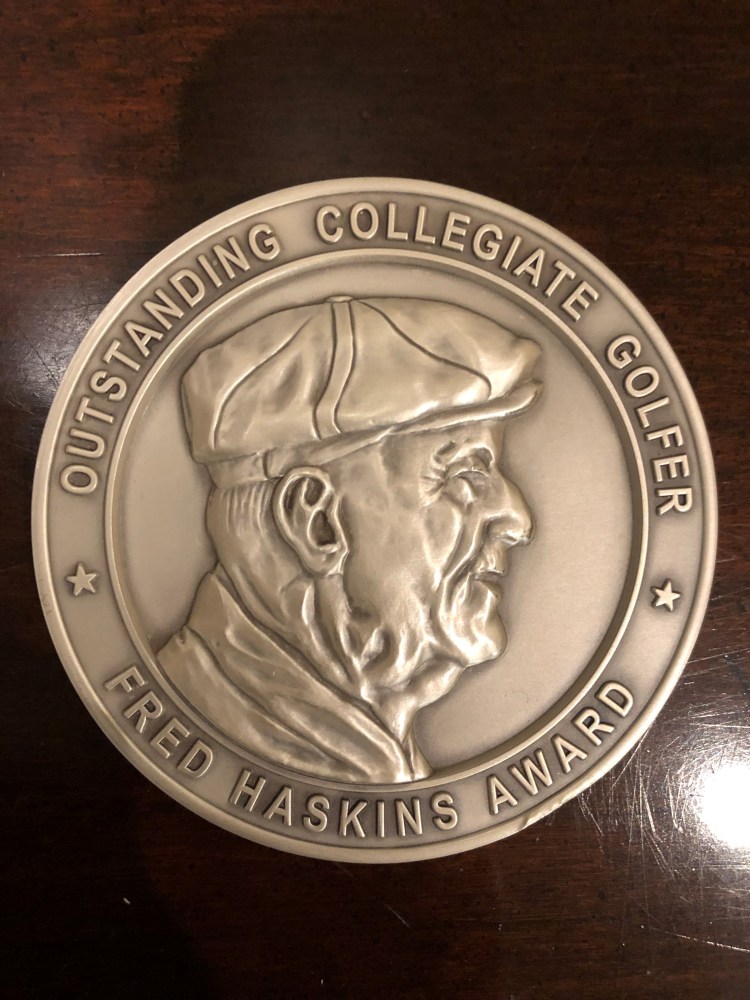 OUTSTANDING COLLEGIATE GOLFER
FRED HASKINS AWARD